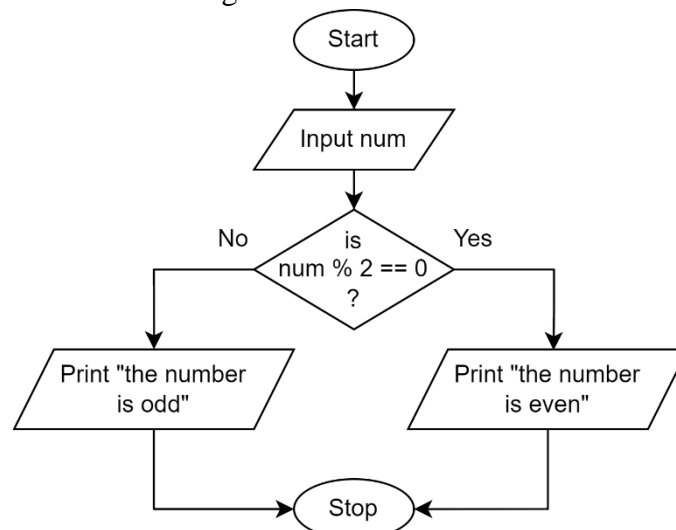 Start
Input num
No
Yes
is
num % 2 == 0
?
Print "the number
is odd"
Print "the number
is even"
Stop